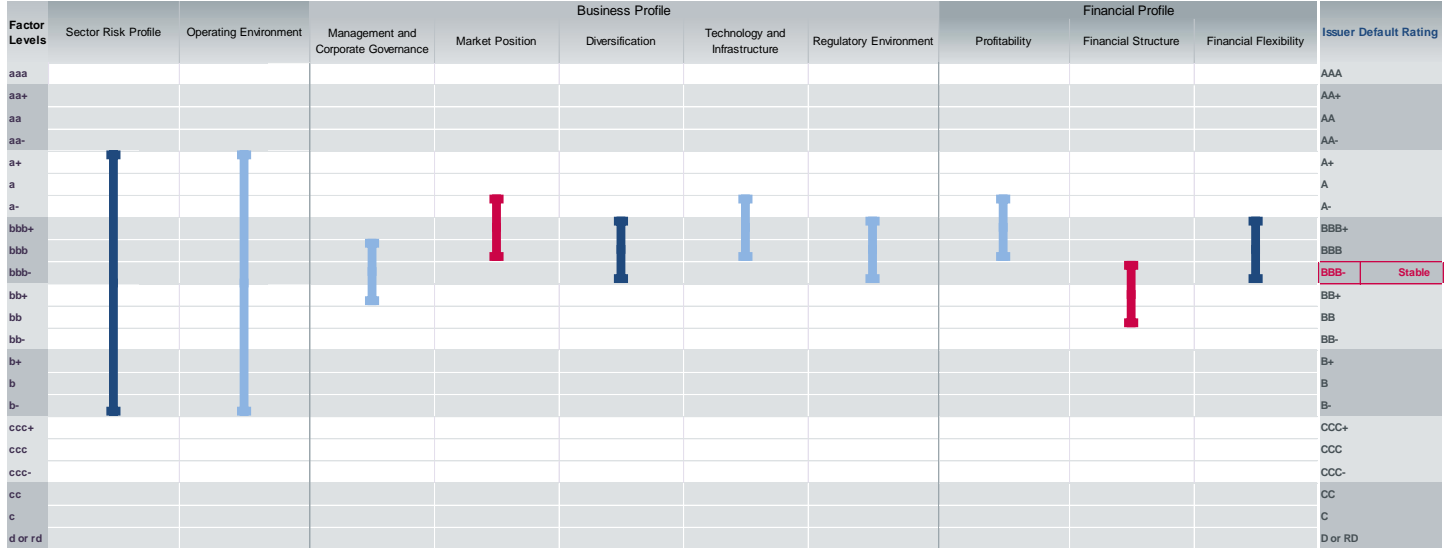 Business Profile
Financial Profile
Factor
Levels
Sector Risk Profile
Operating Environment
Management and
Corporate Governance
Market Position
Diversification
Technology and
Infrastructure
Regulatory Environment
Profitability
Financial Structure
Financial Flexibility
Issuer Default Rating
aaa AAA
aa+ AA+
aa AA
aa- AA-
a+ A+
a A
a- A-
bbb+ BBB+
bbb BBB
bbb- BBB- Stable
bb+ BB+
bb BB
bb- BB-
b+ B+
b B
b- B-
ccc+ CCC+
ccc CCC
ccc- CCC-
cc CC
c C
d or rd D or RD